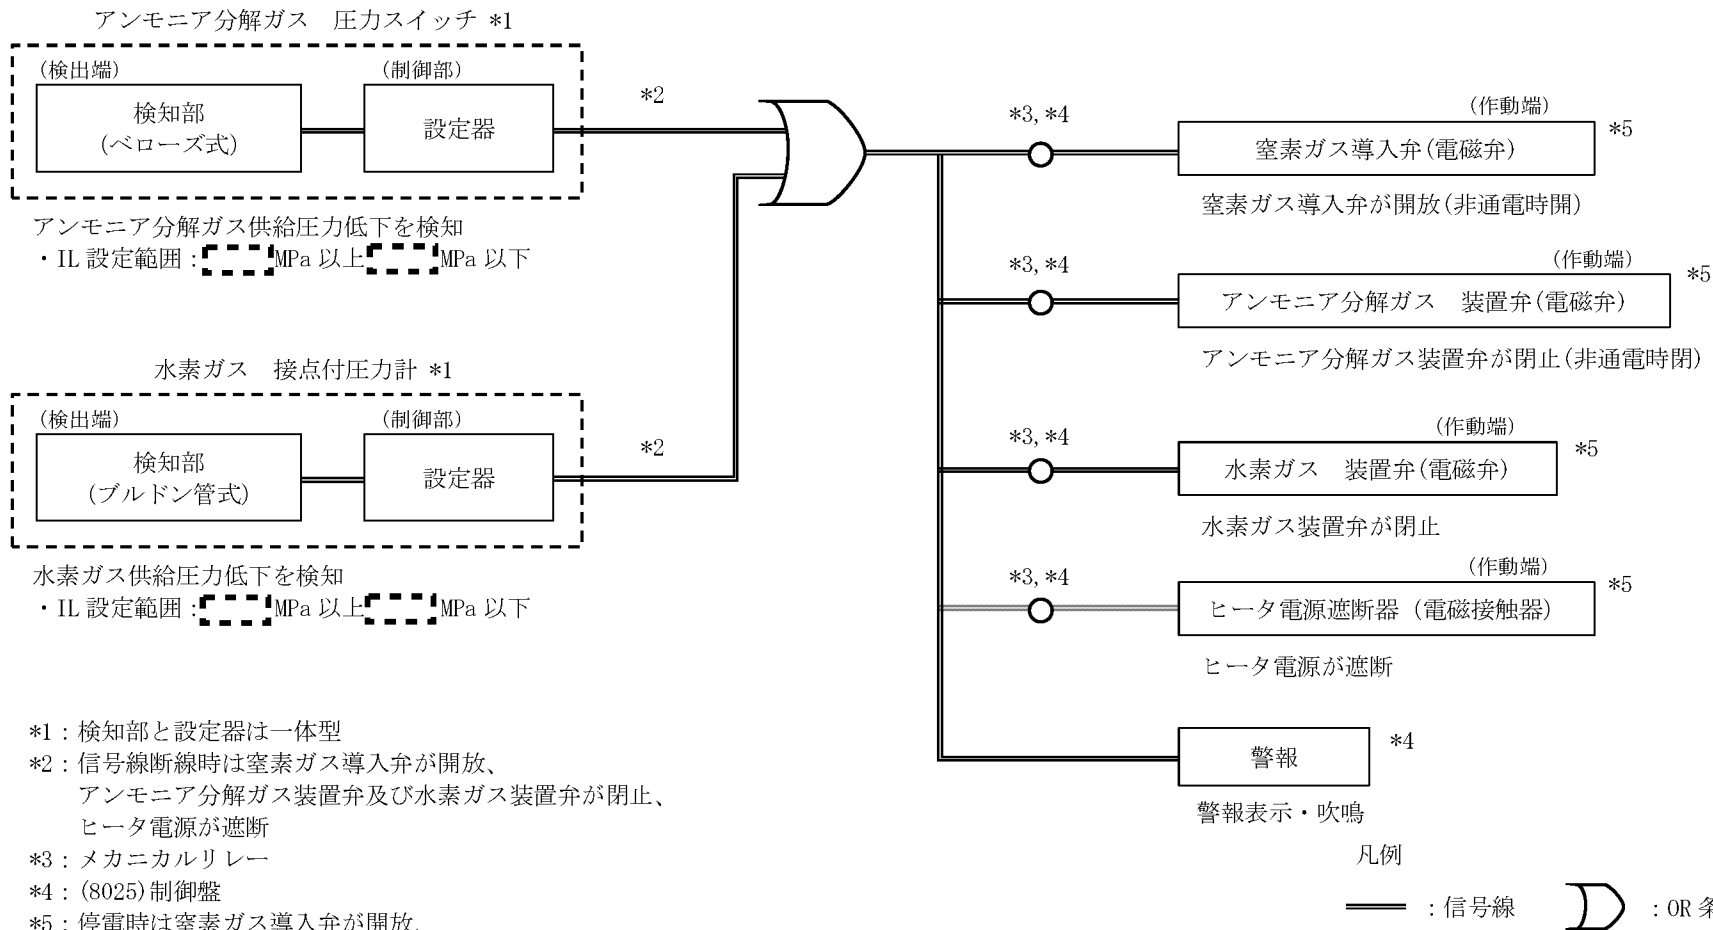 アンモニア分解ガス　圧力スイッチ *1
(検出端)
(制御部)
検知部
(ベローズ式)
設定器
*2
アンモニア分解ガス供給圧力低下を検知
・IL 設定範囲：　MPa 以上　MPa 以下
水素ガス　接点付圧力計 *1
(検出端)
(制御部)
検知部
(ブルドン管式)
設定器
*2
水素ガス供給圧力低下を検知
・IL 設定範囲：　MPa 以上　MPa 以下
*3, *4
(作動端)
窒素ガス導入弁(電磁弁)
*5
窒素ガス導入弁が開放(非通電時開)
*3, *4
(作動端)
アンモニア分解ガス　装置弁(電磁弁)
*5
アンモニア分解ガス装置弁が閉止(非通電時閉)
*3, *4
(作動端)
水素ガス　装置弁(電磁弁)
*5
水素ガス装置弁が閉止
*3, *4
(作動端)
ヒータ電源遮断器 (電磁接触器)
*5
ヒータ電源が遮断
警報
*4
警報表示・吹鳴
*1：検知部と設定器は一体型
*2：信号線断線時は窒素ガス導入弁が開放、
アンモニア分解ガス装置弁及び水素ガス装置弁が閉止、
ヒータ電源が遮断
*3：メカニカルリレー
*4：(8025)制御盤
*5：停電時は窒素ガス導入弁が開放、
凡例
：信号線
：OR 条